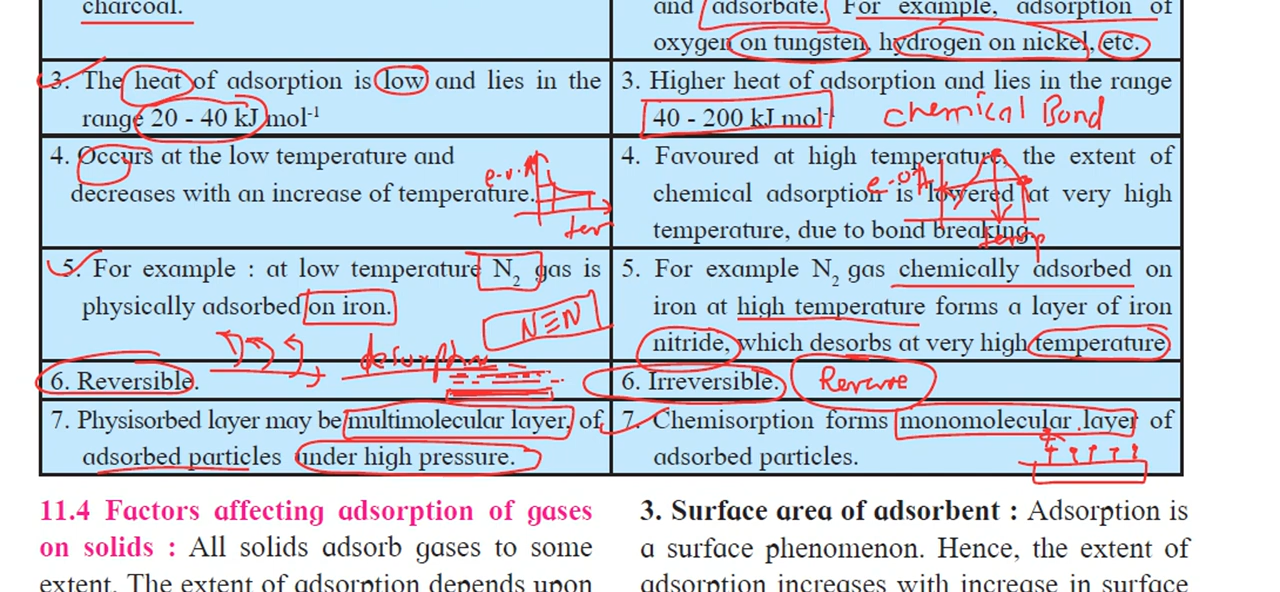 charcoal.
and adsorbate. For example, adsorption of
oxygen on tungsten, hydrogen on nickel, etc.
3. The heat of adsorption is low and lies in the
range 20 - 40 kJ mol-1
3. Higher heat of adsorption and lies in the range
40 - 200 kJ mol-1
chemical Bond
4. Occurs at the low temperature and
decreases with an increase of temperature.
4. Favoured at high temperature, the extent of
chemical adsorption is lowered at very high
temperature, due to bond breaking.
temp
5. For example : at low temperature N2 gas is
physically adsorbed on iron.
N≡N
5. For example N2 gas chemically adsorbed on
iron at high temperature forms a layer of iron
nitride, which desorbs at very high temperature
6. Reversible.
6. Irreversible.
7. Physisorbed layer may be multimolecular layer, of
adsorbed particles under high pressure.
7. Chemisorption forms monomolecular layer of
adsorbed particles.
11.4 Factors affecting adsorption of gases
on solids : All solids adsorb gases to some
extent. The extent of adsorption depends upon
3. Surface area of adsorbent : Adsorption is
a surface phenomenon. Hence, the extent of
adsorption increases with increase in surface